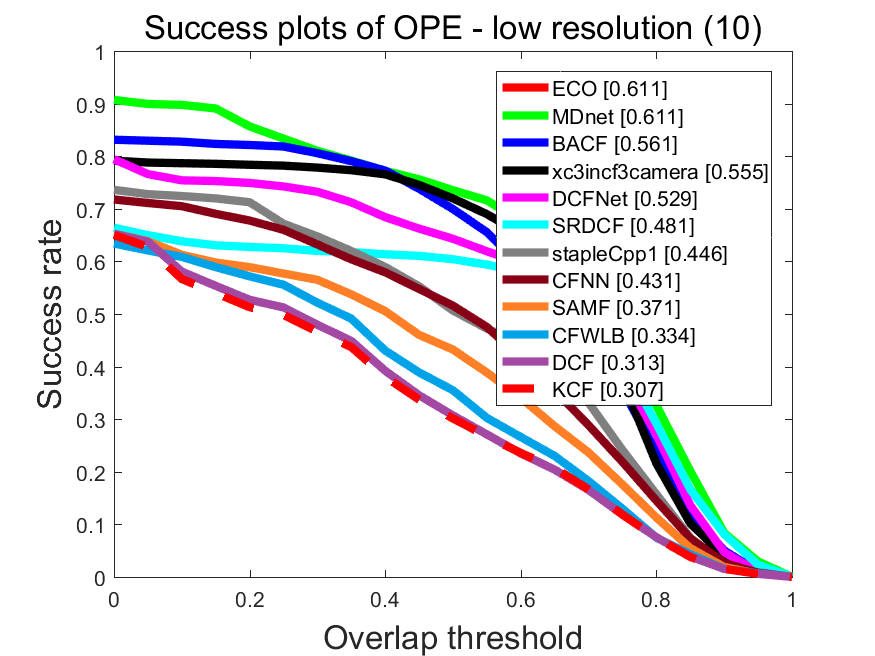 Success plots of OPE - low resolution (10)
1
0.9
0.8
0.7
0.6
0.5
0.4
0.3
0.2
0.1
0
Success rate
ECO [0.611]
MDnet [0.611]
BACF [0.561]
xc3incf3camera [0.555]
DCFNet [0.529]
SRDCF [0.481]
stapleCpp1 [0.446]
CFNN [0.431]
SAMF [0.371]
CFWLB [0.334]
DCF [0.313]
KCF [0.307]
0 0.2 0.4 0.6 0.8 1
Overlap threshold